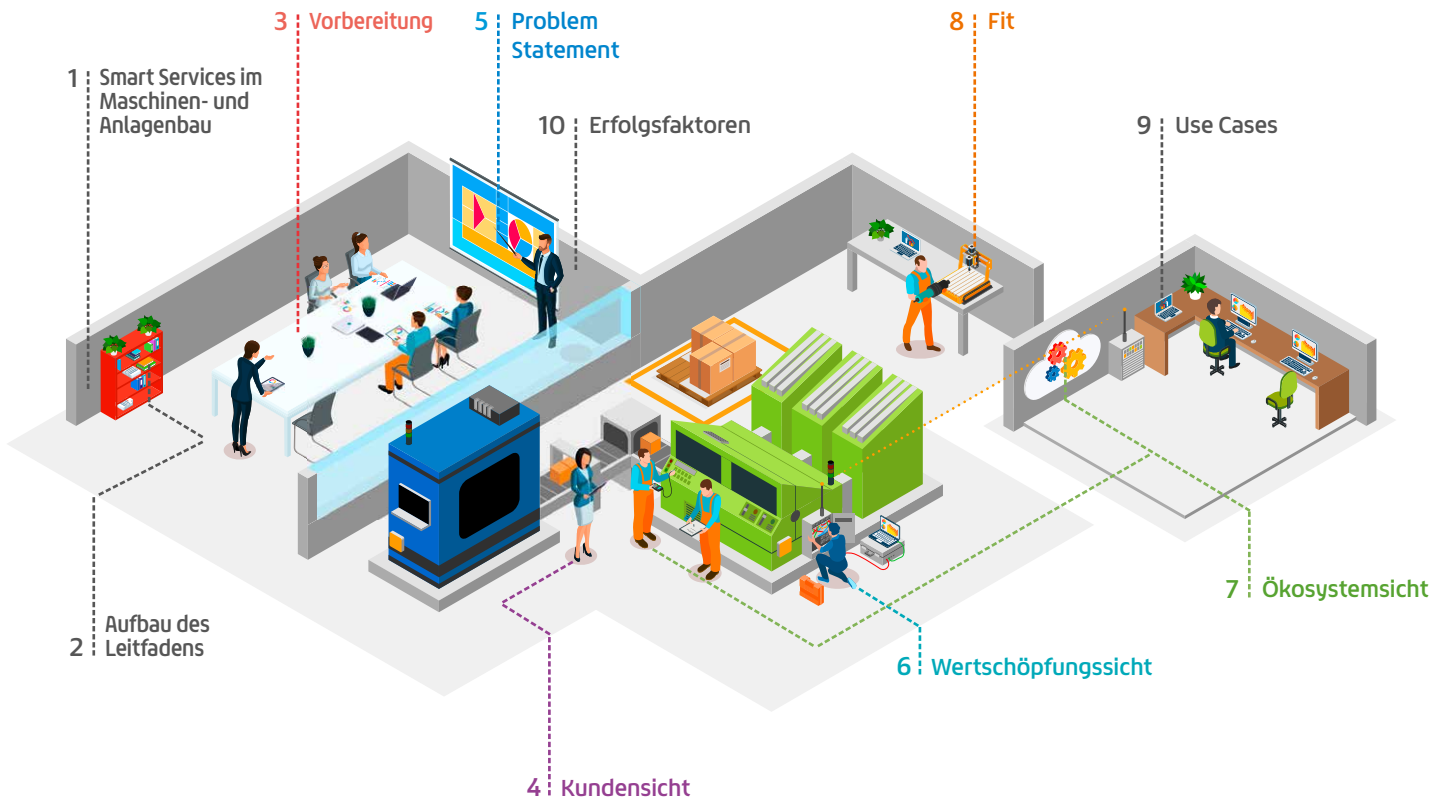 3 Vorbereitung
5 Problem
Statement
8 Fit
1 Smart Services im
Maschinen- und
Anlagenbau
10 Erfolgsfaktoren
9 Use Cases
7 Ökosystemsicht
2 Aufbau des
Leitfadens
6 Wertschöpfungssicht
4 Kundensicht